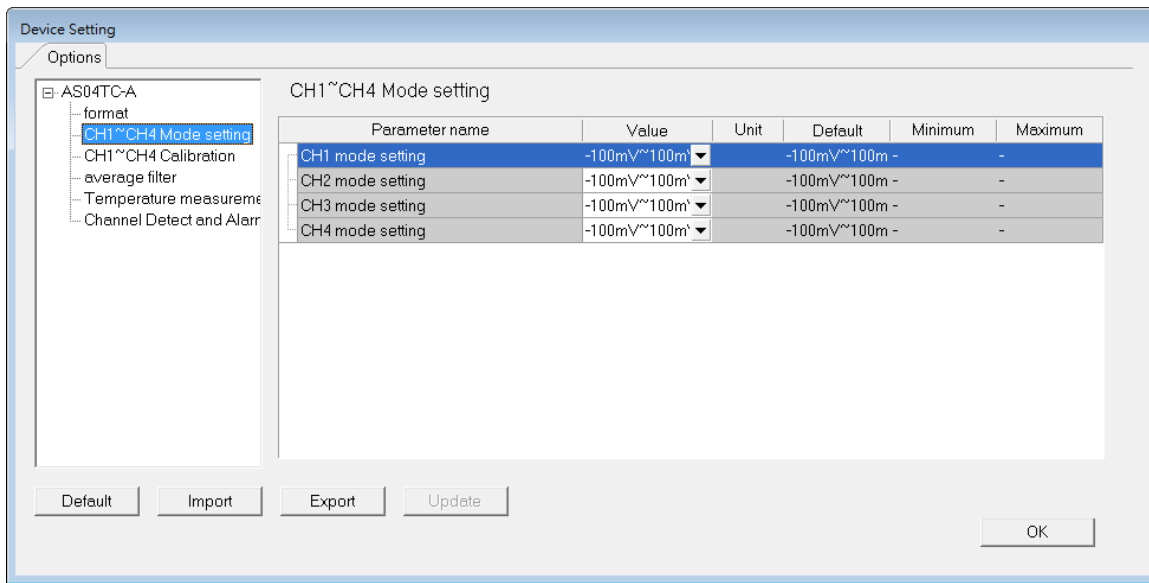 Device Setting
Options
AS04TC-A
format
CH1~CH4 Mode setting
CH1~CH4 Calibration
average filter
Temperature measureme
Channel Detect and Alarm
CH1~CH4 Mode setting
Parameter name Value Unit Default Minimum Maximum
CH1 mode setting -100mV~100m -100mV~100m - -
CH2 mode setting -100mV~100m -100mV~100m - -
CH3 mode setting -100mV~100m -100mV~100m - -
CH4 mode setting -100mV~100m -100mV~100m - -
Default Import Export Update
OK